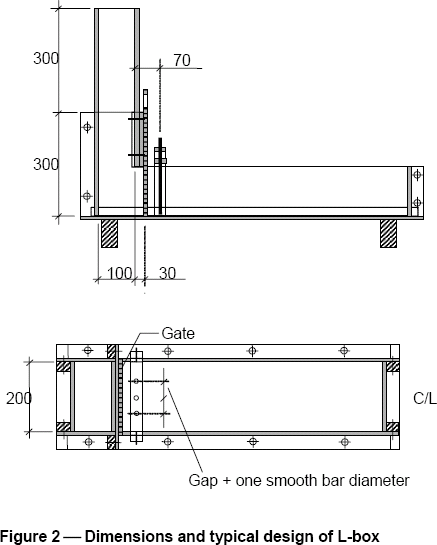 300
70
300
100
30
Gate
200
C/L
Gap + one smooth bar diameter
Figure 2 — Dimensions and typical design of L-box